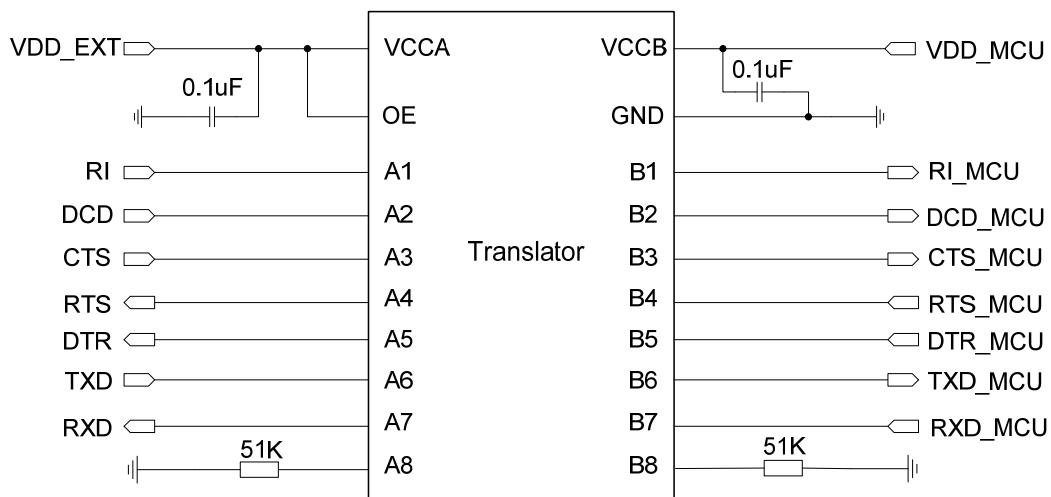 VDD_EXT VCCA VCCB VDD_MCU
0.1uF 0.1uF
OE GND
RI A1 B1 RI_MCU
DCD A2 B2 DCD_MCU
Translator
CTS A3 B3 CTS_MCU
RTS A4 B4 RTS_MCU
DTR A5 B5 DTR_MCU
TXD A6 B6 TXD_MCU
RXD A7 B7 RXD_MCU
51K A8 B8 51K